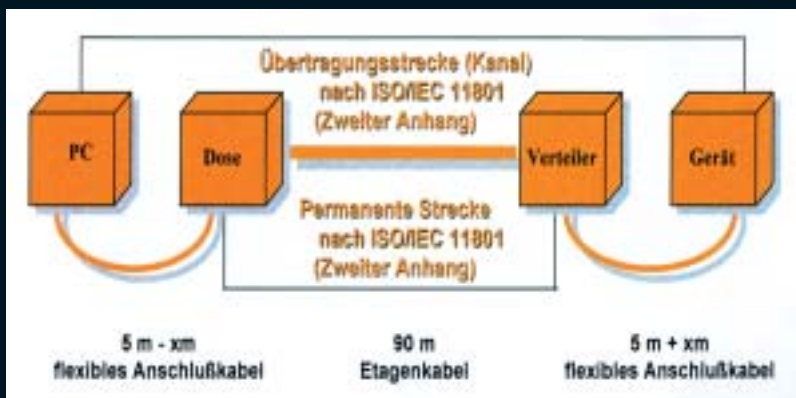 Übertragungsstrecke (Kanal)
nach ISO/IEC 11801
(Zweiter Anhang)
PC
Dose
Verteiler
Gerät
Permanente Strecke
nach ISO/IEC 11801
(Zweiter Anhang)
5 m - xm
flexibles Anschlußkabel
90 m
Etagenkabel
5 m + xm
flexibles Anschlußkabel